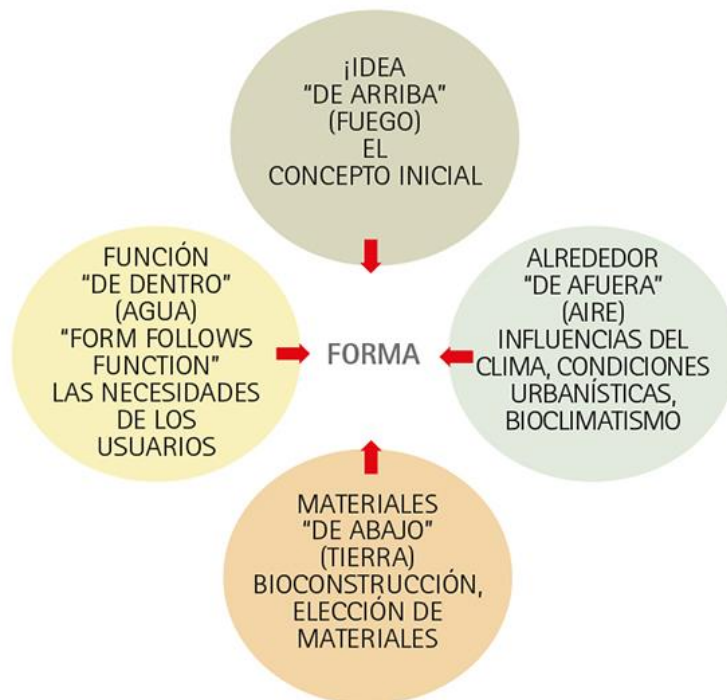 ¡IDEA
“DE ARRIBA”
(FUEGO)
EL
CONCEPTO INICIAL
FUNCIÓN
“DE DENTRO”
(AGUA)
“FORM FOLLOWS
FUNCTION”
LAS NECESIDADES
DE LOS
USUARIOS
FORMA
ALREDEDOR
“DE AFUERA”
(AIRE)
INFLUENCIAS DEL
CLIMA, CONDICIONES
URBANÍSTICAS,
BIOCLIMATISMO
MATERIALES
“DE ABAJO”
(TIERRA)
BIOCONSTRUCCIÓN,
ELECCIÓN DE
MATERIALES